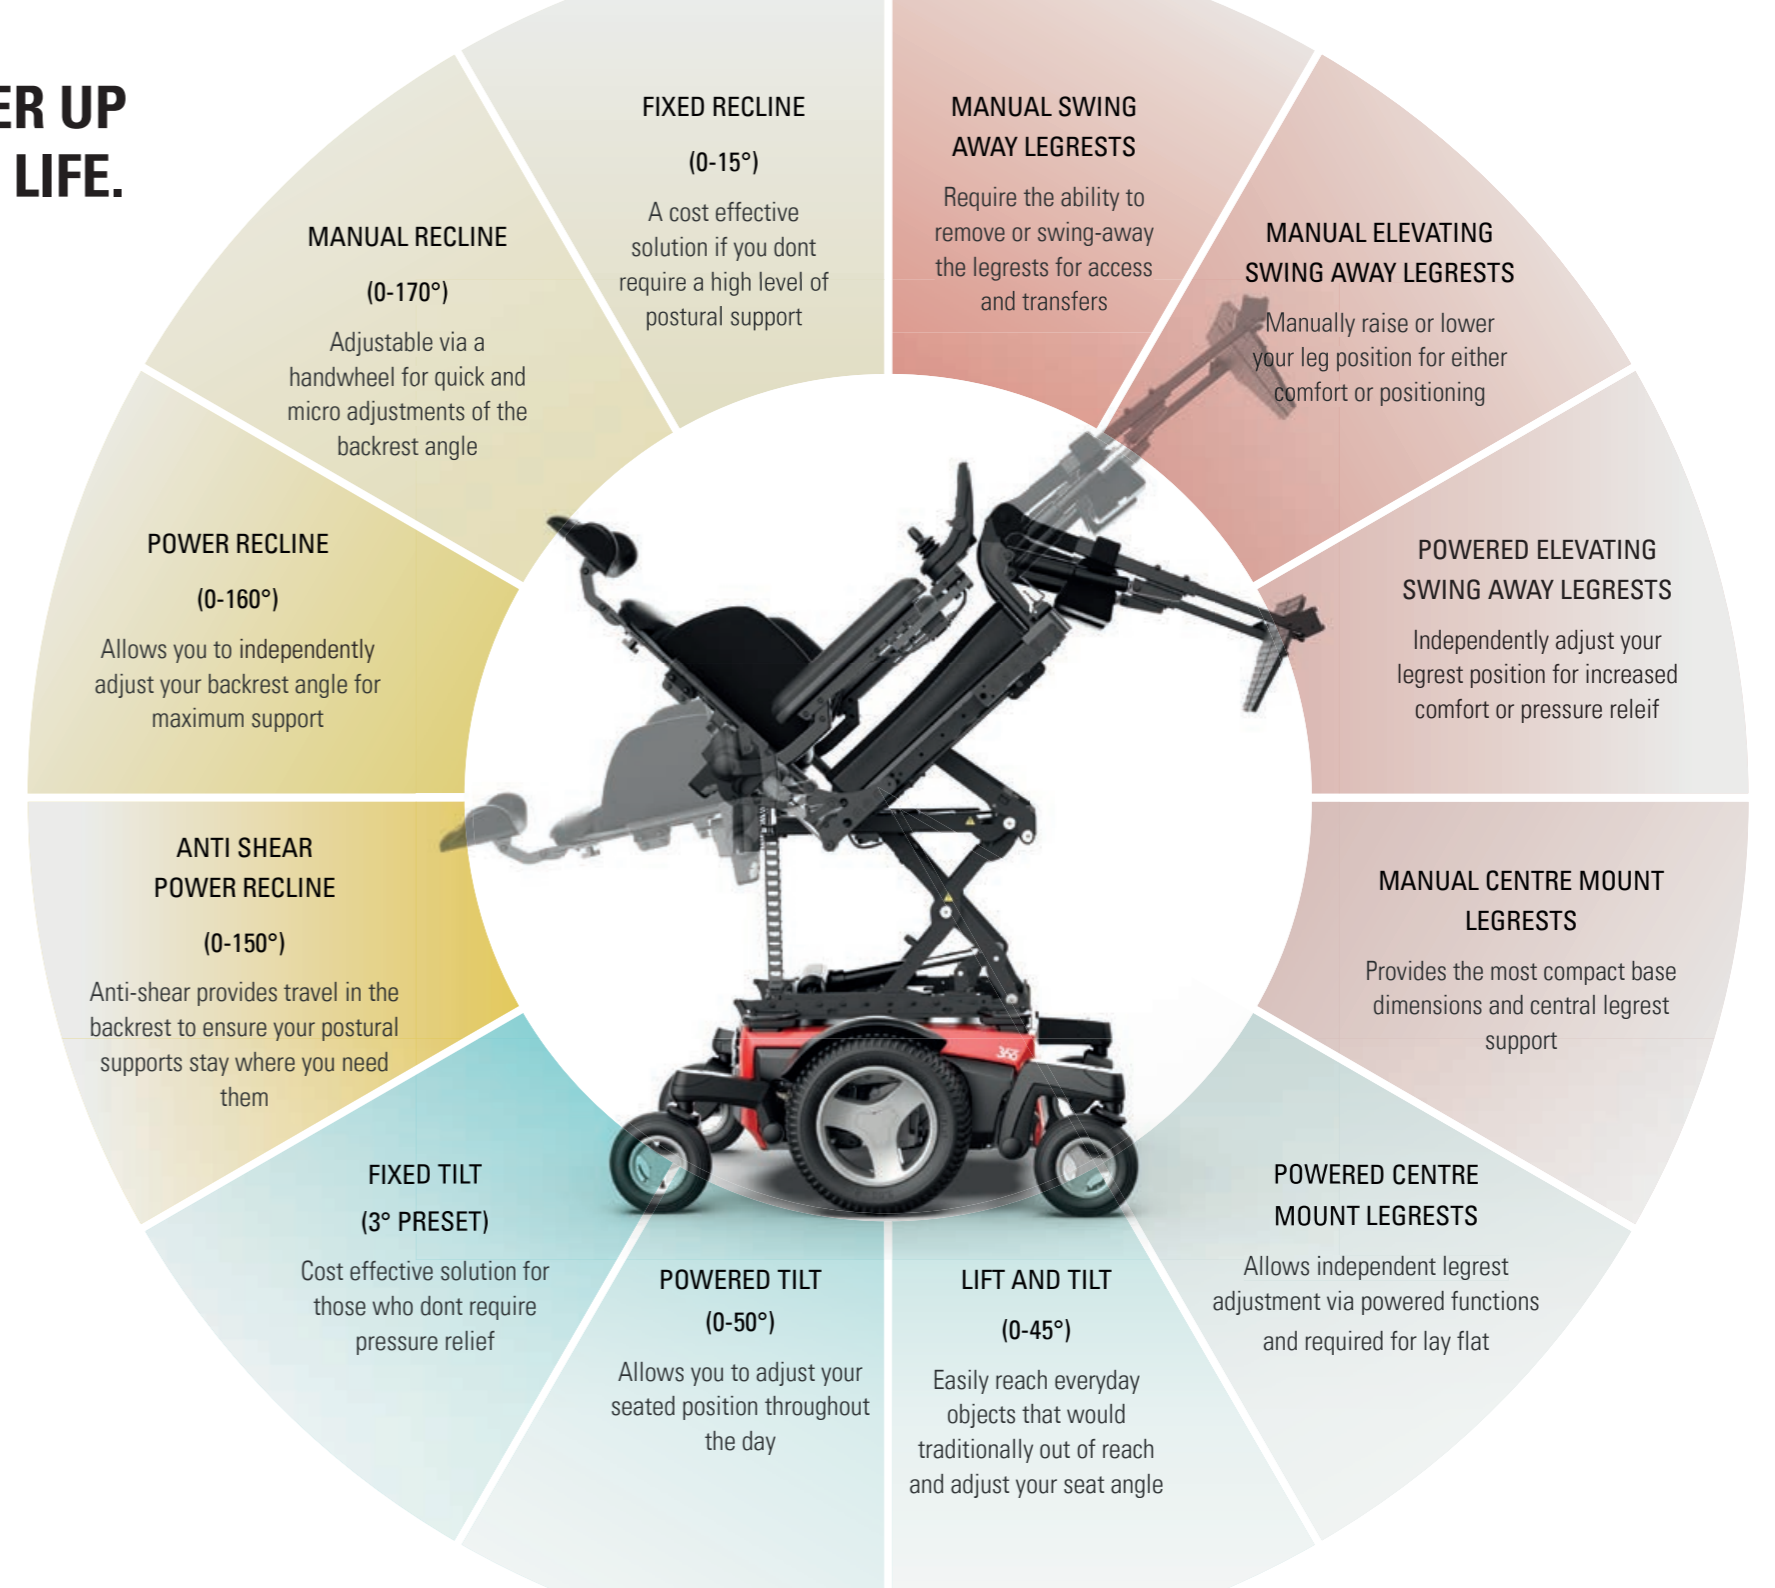 ER UP
LIFE.
FIXED RECLINE
(0-15°)
A cost effective
solution if you dont
require a high level of
postural support
MANUAL SWING
AWAY LEGRESTS
Require the ability to
remove or swing-away
the legrests for access
and transfers
MANUAL ELEVATING
SWING AWAY LEGRESTS
Manually raise or lower
your leg position for either
comfort or positioning
POWERED ELEVATING
SWING AWAY LEGRESTS
Independently adjust your
legrest position for increased
comfort or pressure releif
MANUAL CENTRE MOUNT
LEGRESTS
Provides the most compact base
dimensions and central legrest
support
POWERED CENTRE
MOUNT LEGRESTS
Allows independent legrest
adjustment via powered functions
and required for lay flat
LIFT AND TILT
(0-45°)
Easily reach everyday
objects that would
traditionally out of reach
and adjust your seat angle
POWERED TILT
(0-50°)
Allows you to adjust your
seated position throughout
the day
FIXED TILT
(3° PRESET)
Cost effective solution for
those who dont require
pressure relief
ANTI SHEAR
POWER RECLINE
(0-150°)
Anti-shear provides travel in the
backrest to ensure your postural
supports stay where you need
them
POWER RECLINE
(0-160°)
Allows you to independently
adjust your backrest angle for
maximum support
MANUAL RECLINE
(0-170°)
Adjustable via a
handwheel for quick and
micro adjustments of the
backrest angle